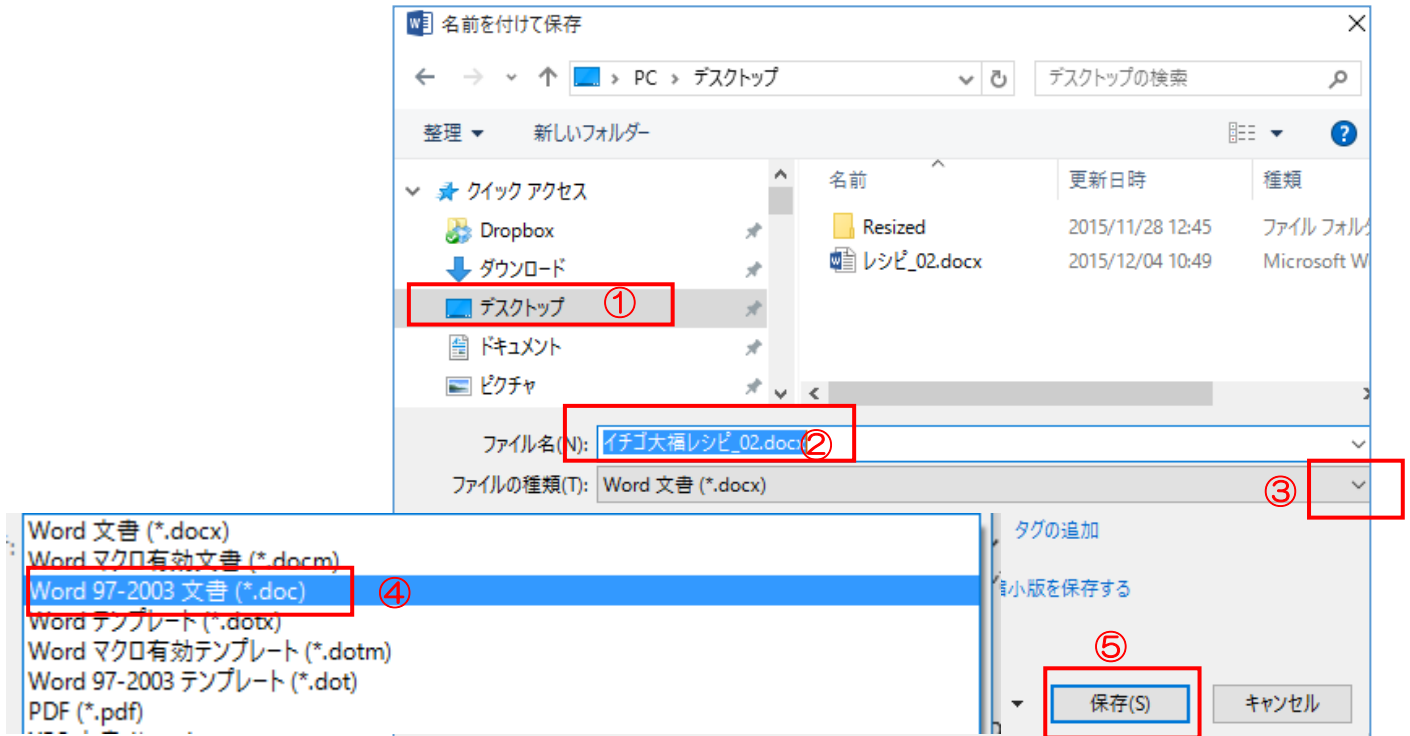 名前を付けて保存
PC > デスクトップ
デスクトップの検索
整理 新しいフォルダー
クイック アクセス
Dropbox
ダウンロード
デスクトップ ①
ドキュメント
ピクチャ
名前 更新日時 種類
Resized 2015/11/28 12:45 ファイル フォル
レシピ_02.docx 2015/12/04 10:49 Microsoft W
ファイル名(N): イチゴ大福レシピ_02.docx ②
ファイルの種類(T): Word 文書 (*.docx) ③
Word 文書 (*.docx)
Word マクロ有効文書 (*.docm)
Word 97-2003 文書 (*.doc) ④
Word テンプレート (*.dotx)
Word マクロ有効テンプレート (*.dotm)
Word 97-2003 テンプレート (*.dot)
PDF (*.pdf)
タグの追加
小版を保存する
⑤
保存(S) キャンセル